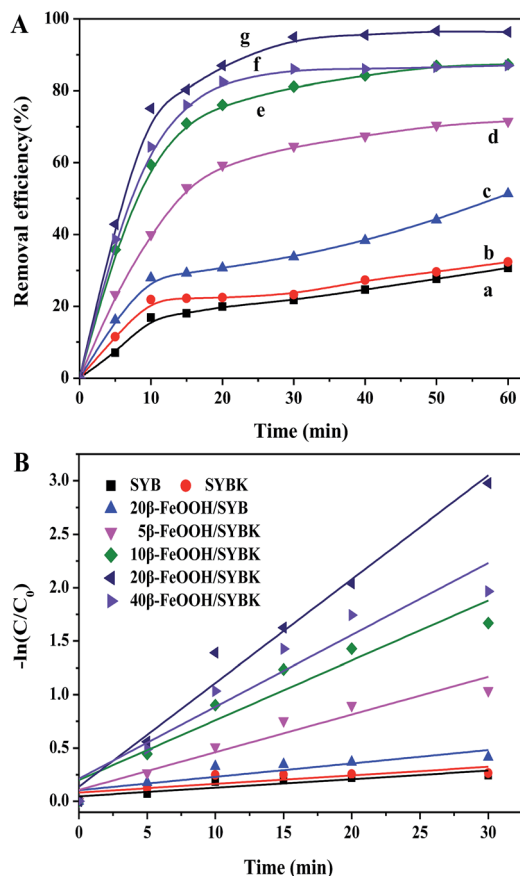 A
Removal efficiency(%)
100
80
60
40
20
0
g
f
e
d
c
b
a
0 10 20 30 40 50 60
Time (min)
B
-ln(C/C₀)
3.0
2.5
2.0
1.5
1.0
0.5
0.0
SYB SYBK
20β-FeOOH/SYB
5β-FeOOH/SYBK
10β-FeOOH/SYBK
20β-FeOOH/SYBK
40β-FeOOH/SYBK
0 5 10 15 20 25 30
Time (min)